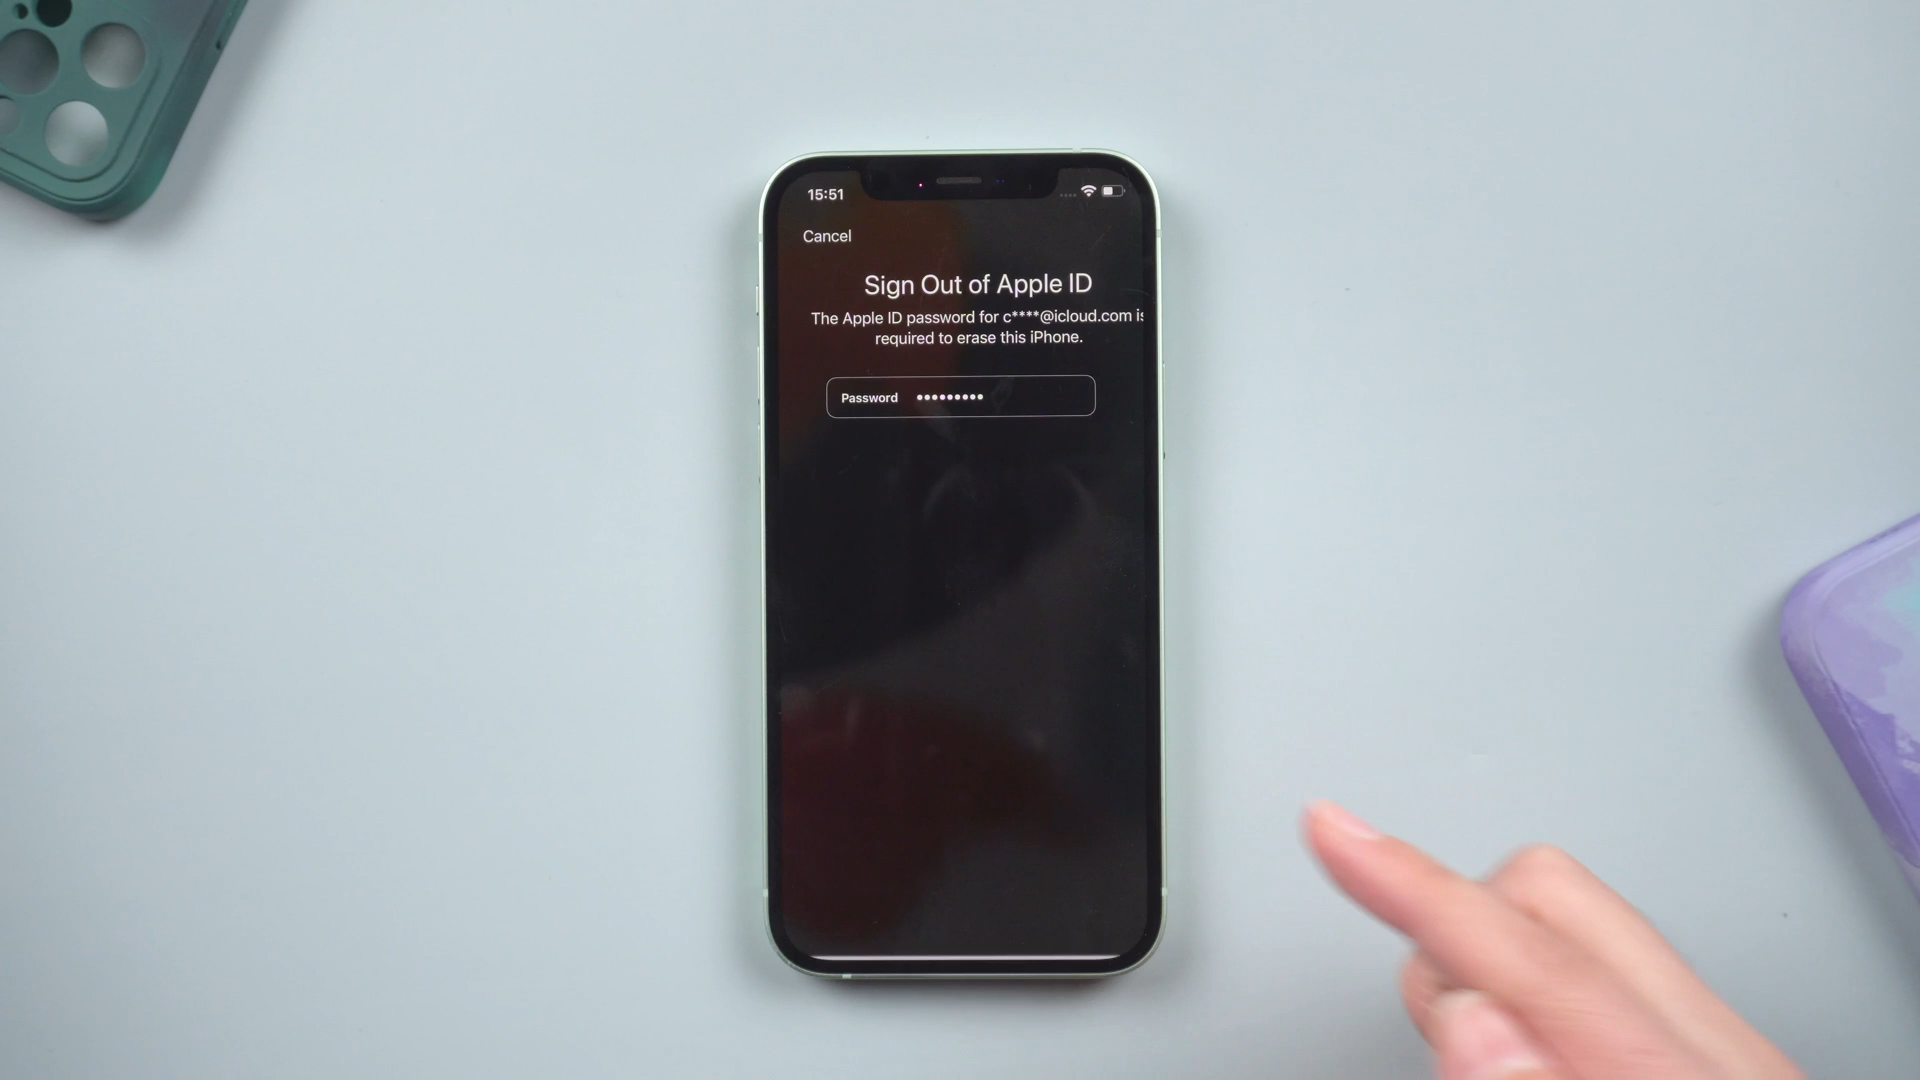 15:51
Cancel
Sign Out of Apple ID
The Apple ID password for c****@icloud.com is
required to erase this iPhone.
Password •••••••••